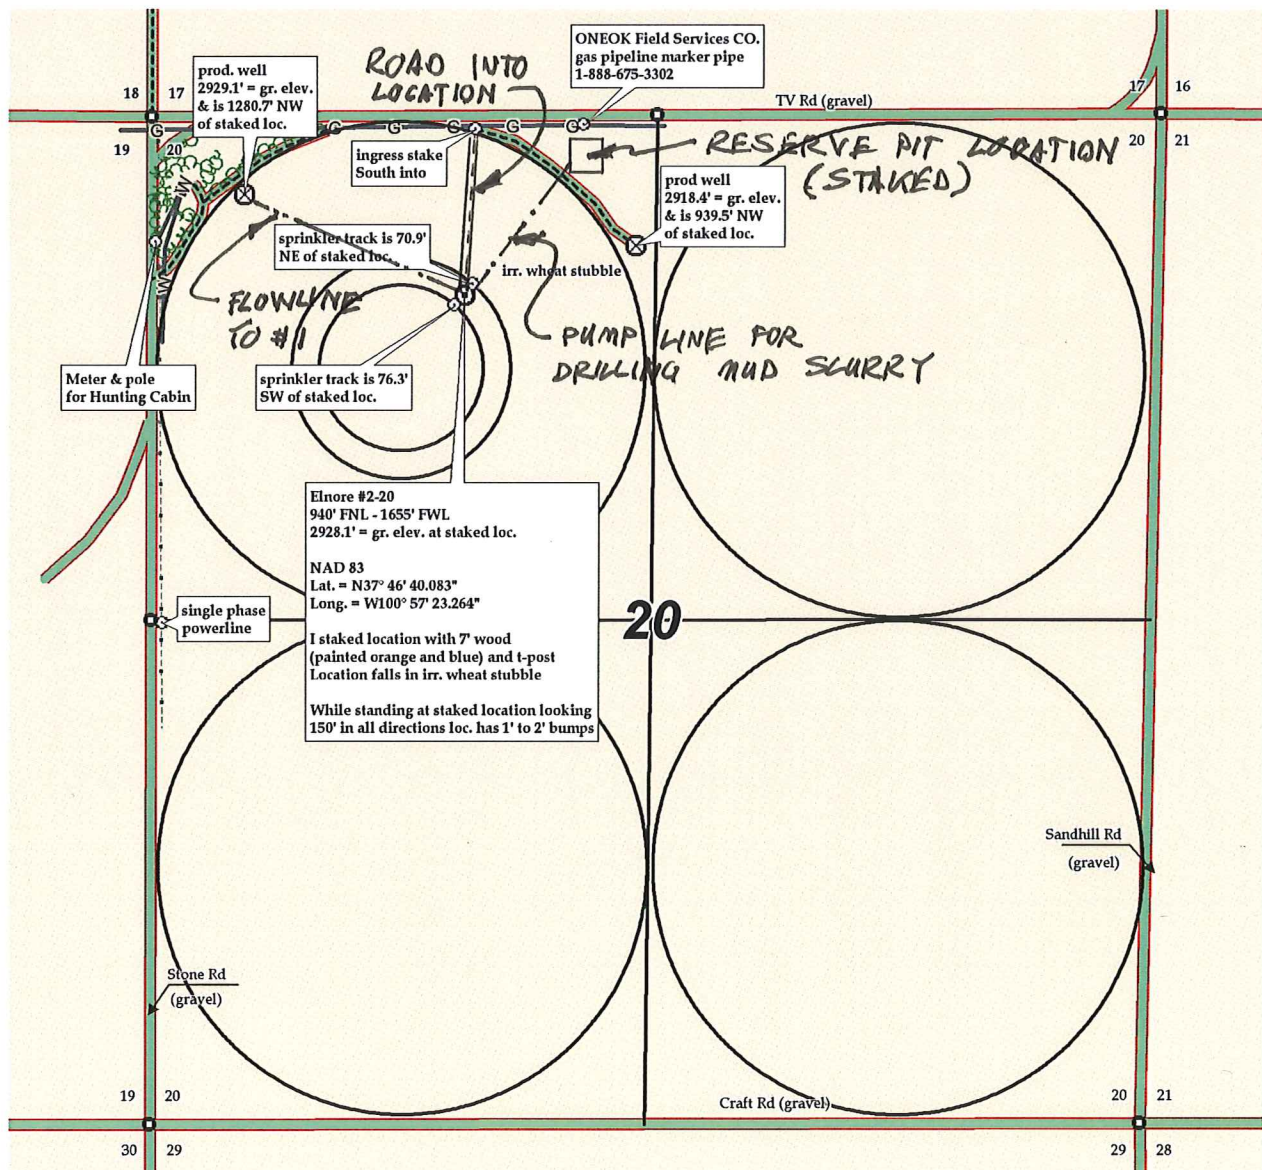 18
17
19
20
prod. well
2929.1' = gr. elev.
& is 1280.7' NW
of staked loc.
ROAD INTO
LOCATION
ONEOK Field Services CO.
gas pipeline marker pipe
1-888-675-3302
TV Rd (gravel)
17
16
20
21
G
G
G
G
G
G
ingress stake
South into
RESERVE PIT LOCATION
(STAKED)
prod well
2918.4' = gr. elev.
& is 939.5' NW
of staked loc.
W
W
sprinkler track is 70.9'
NE of staked loc.
irr. wheat stubble
FLOWLINE
TO #1
PUMP LINE FOR
DRILLING MUD SLURRY
Meter & pole
for Hunting Cabin
sprinkler track is 76.3'
SW of staked loc.
Elnore #2-20
940' FNL - 1655' FWL
2928.1' = gr. elev. at staked loc.
NAD 83
Lat. = N37° 46' 40.083"
Long. = W100° 57' 23.264"
I staked location with 7' wood
(painted orange and blue) and t-post
Location falls in irr. wheat stubble
While standing at staked location looking
150' in all directions loc. has 1' to 2' bumps
single phase
powerline
20
Sandhill Rd
(gravel)
Stone Rd
(gravel)
Craft Rd (gravel)
19
20
30
29
20
21
29
28